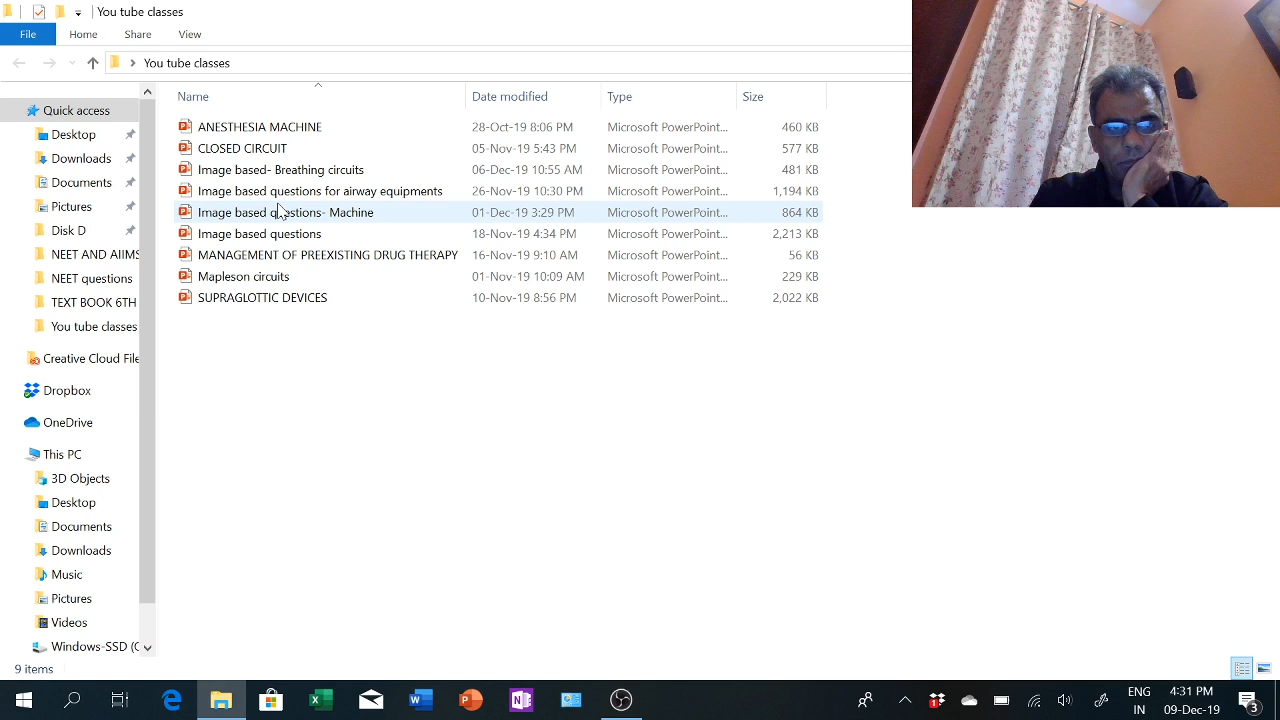 You tube classes
File Home Share View
You tube classes
Name Date modified Type Size
Quick access
Desktop
Downloads
Documents
Pictures
Disk D
NEET AND AIIMS
NEET questions
TEXT BOOK 6TH
You tube classes
Creative Cloud File
Dropbox
OneDrive
This PC
3D Objects
Desktop
Documents
Downloads
Music
Pictures
Videos
Windows-SSD (C
ANESTHESIA MACHINE 28-Oct-19 8:06 PM Microsoft PowerPoint... 460 KB
CLOSED CIRCUIT 05-Nov-19 5:43 PM Microsoft PowerPoint... 577 KB
Image based- Breathing circuits 06-Dec-19 10:55 AM Microsoft PowerPoint... 481 KB
Image based questions for airway equipments 26-Nov-19 10:30 PM Microsoft PowerPoint... 1,194 KB
Image based questions- Machine 01-Dec-19 3:29 PM Microsoft PowerPoint... 864 KB
Image based questions 18-Nov-19 4:34 PM Microsoft PowerPoint... 2,213 KB
MANAGEMENT OF PREEXISTING DRUG THERAPY 16-Nov-19 9:10 AM Microsoft PowerPoint... 56 KB
Mapleson circuits 01-Nov-19 10:09 AM Microsoft PowerPoint... 229 KB
SUPRAGLOTTIC DEVICES 10-Nov-19 8:56 PM Microsoft PowerPoint... 2,022 KB
9 items
ENG 4:31 PM
IN 09-Dec-19 3